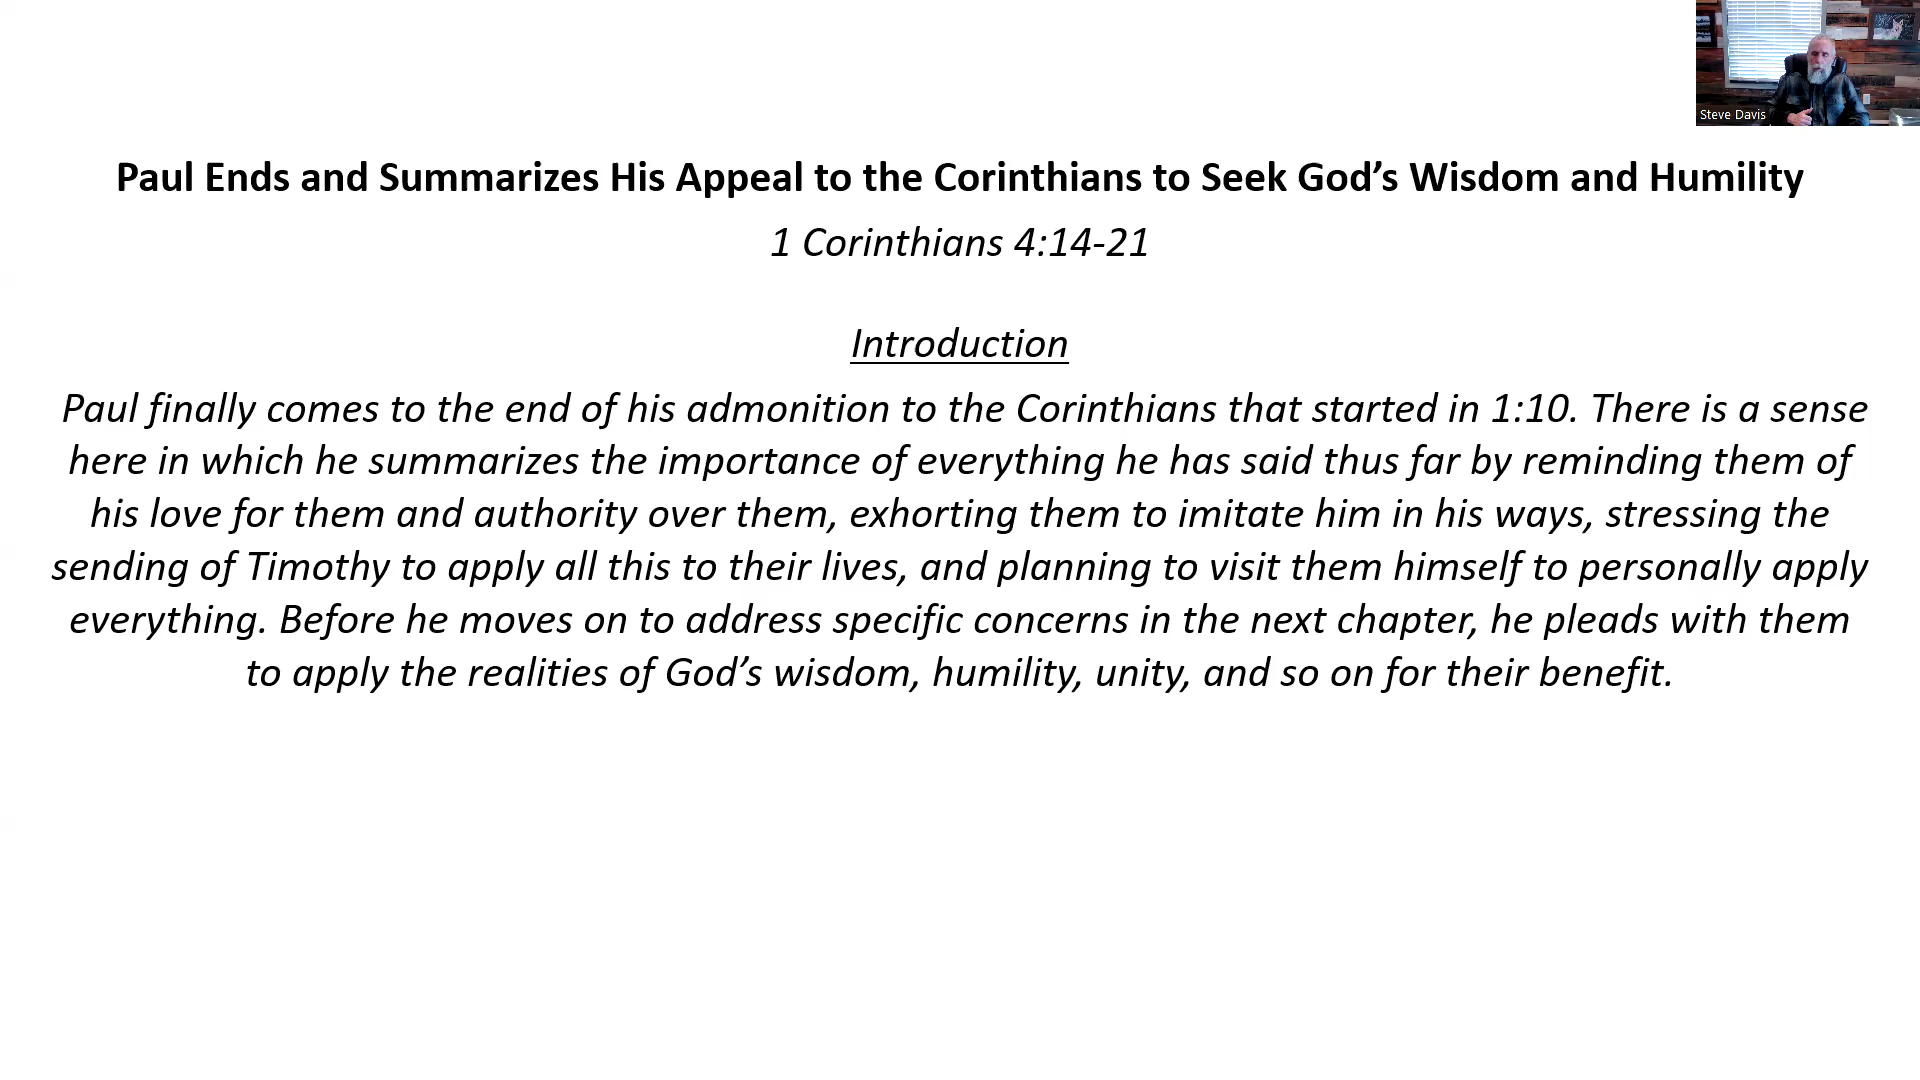 Steve Davis
Paul Ends and Summarizes His Appeal to the Corinthians to Seek God’s Wisdom and Humility
1 Corinthians 4:14-21
Introduction
Paul finally comes to the end of his admonition to the Corinthians that started in 1:10. There is a sense
here in which he summarizes the importance of everything he has said thus far by reminding them of
his love for them and authority over them, exhorting them to imitate him in his ways, stressing the
sending of Timothy to apply all this to their lives, and planning to visit them himself to personally apply
everything. Before he moves on to address specific concerns in the next chapter, he pleads with them
to apply the realities of God’s wisdom, humility, unity, and so on for their benefit.